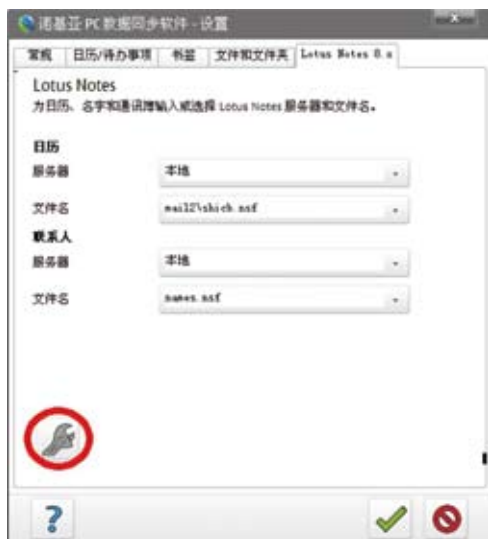 诺基亚 PC 数据同步软件 - 设置
常规 日历/待办事项 书签 文件和文件夹 Lotus Notes 8.x
Lotus Notes
为日历、名字和通讯簿输入或选择 Lotus Notes 服务器和文件名。
日历
服务器 本地
文件名 mail2\shich.nsf
联系人
服务器 本地
文件名 names.nsf